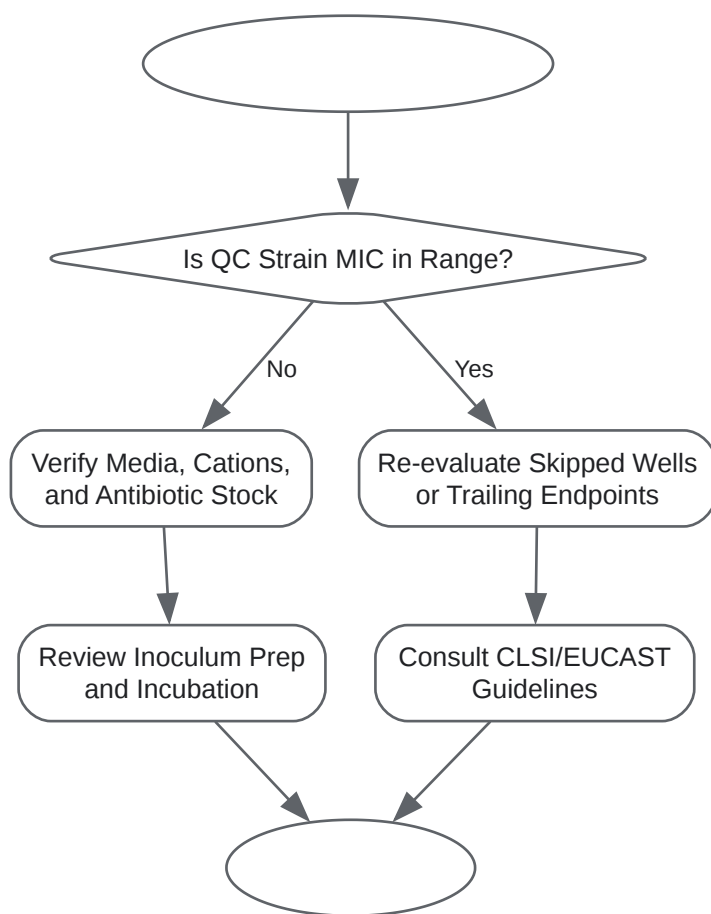 Is QC Strain MIC in Range?
No
Yes
Verify Media, Cations,
and Antibiotic Stock
Re-evaluate Skipped Wells
or Trailing Endpoints
Review Inoculum Prep
and Incubation
Consult CLSI/EUCAST
Guidelines